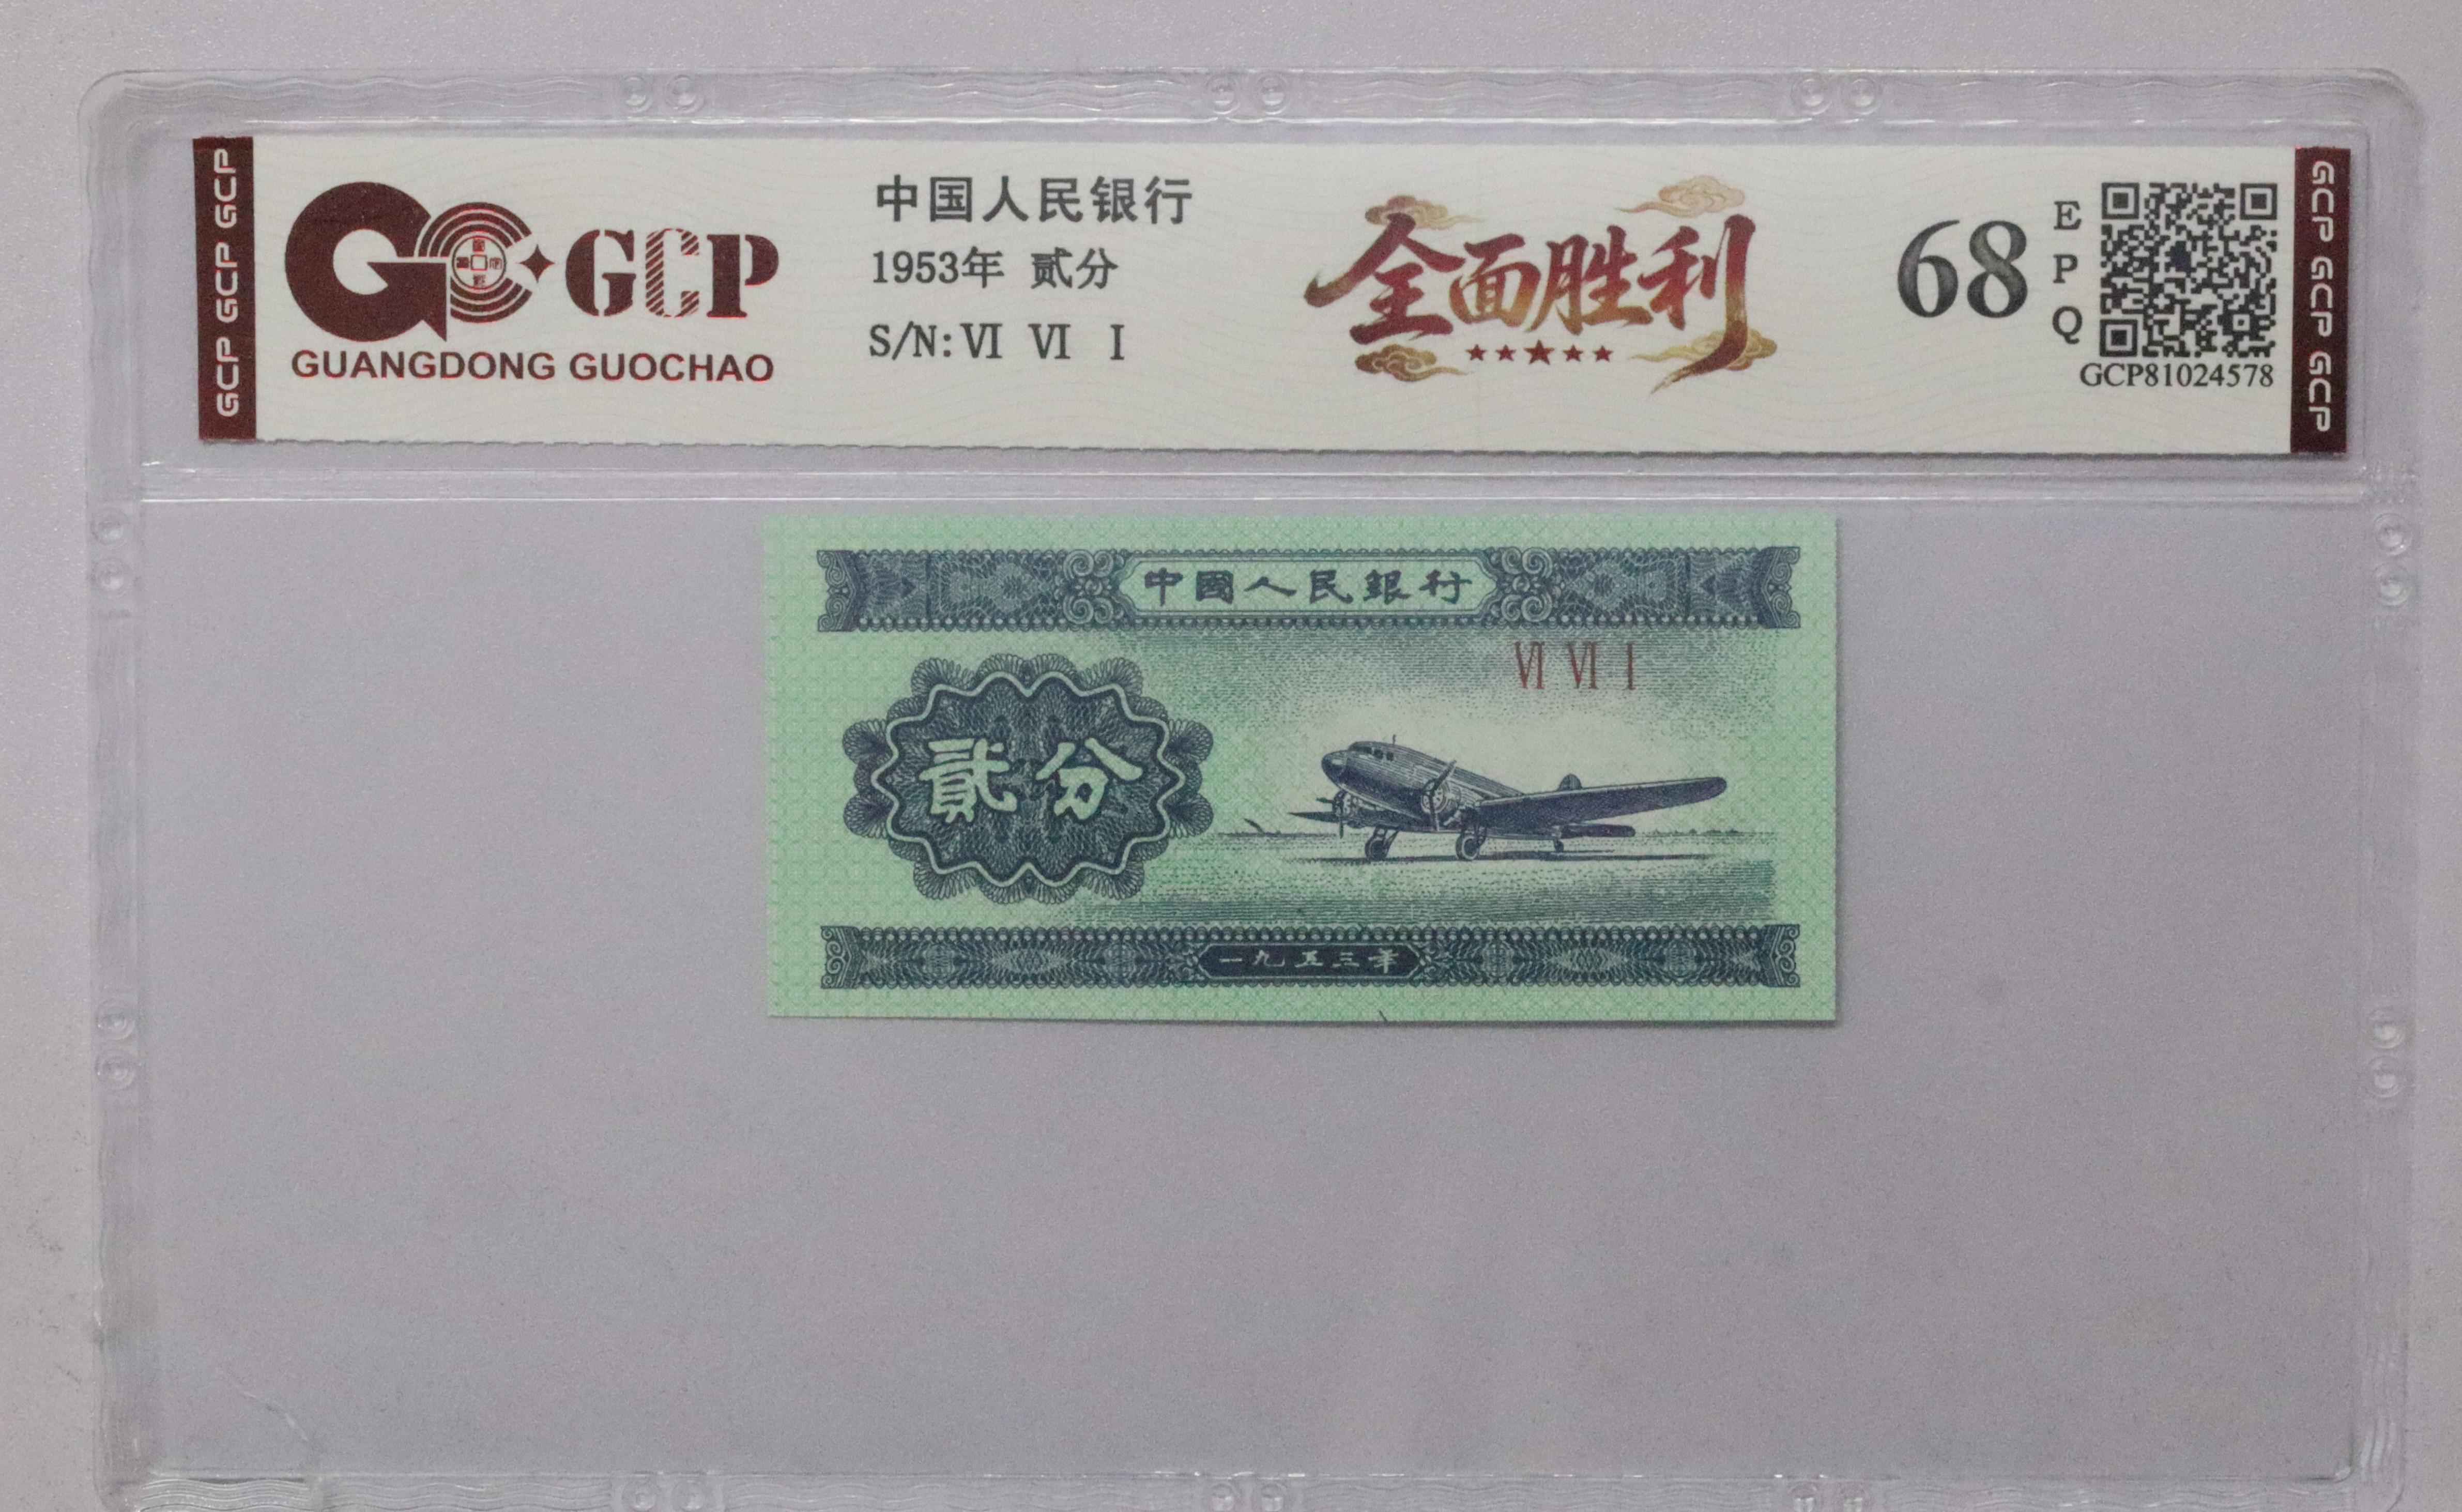 GCP GCP GCP
GCP
GUANGDONG GUOCHAO
中国人民银行
1953年 贰分
S/N: Ⅵ Ⅵ Ⅰ
全面胜利
68
E
P
Q
GCP81024578
GCP GCP GCP
中國人民銀行
Ⅵ Ⅵ Ⅰ
貳分
一九五三年